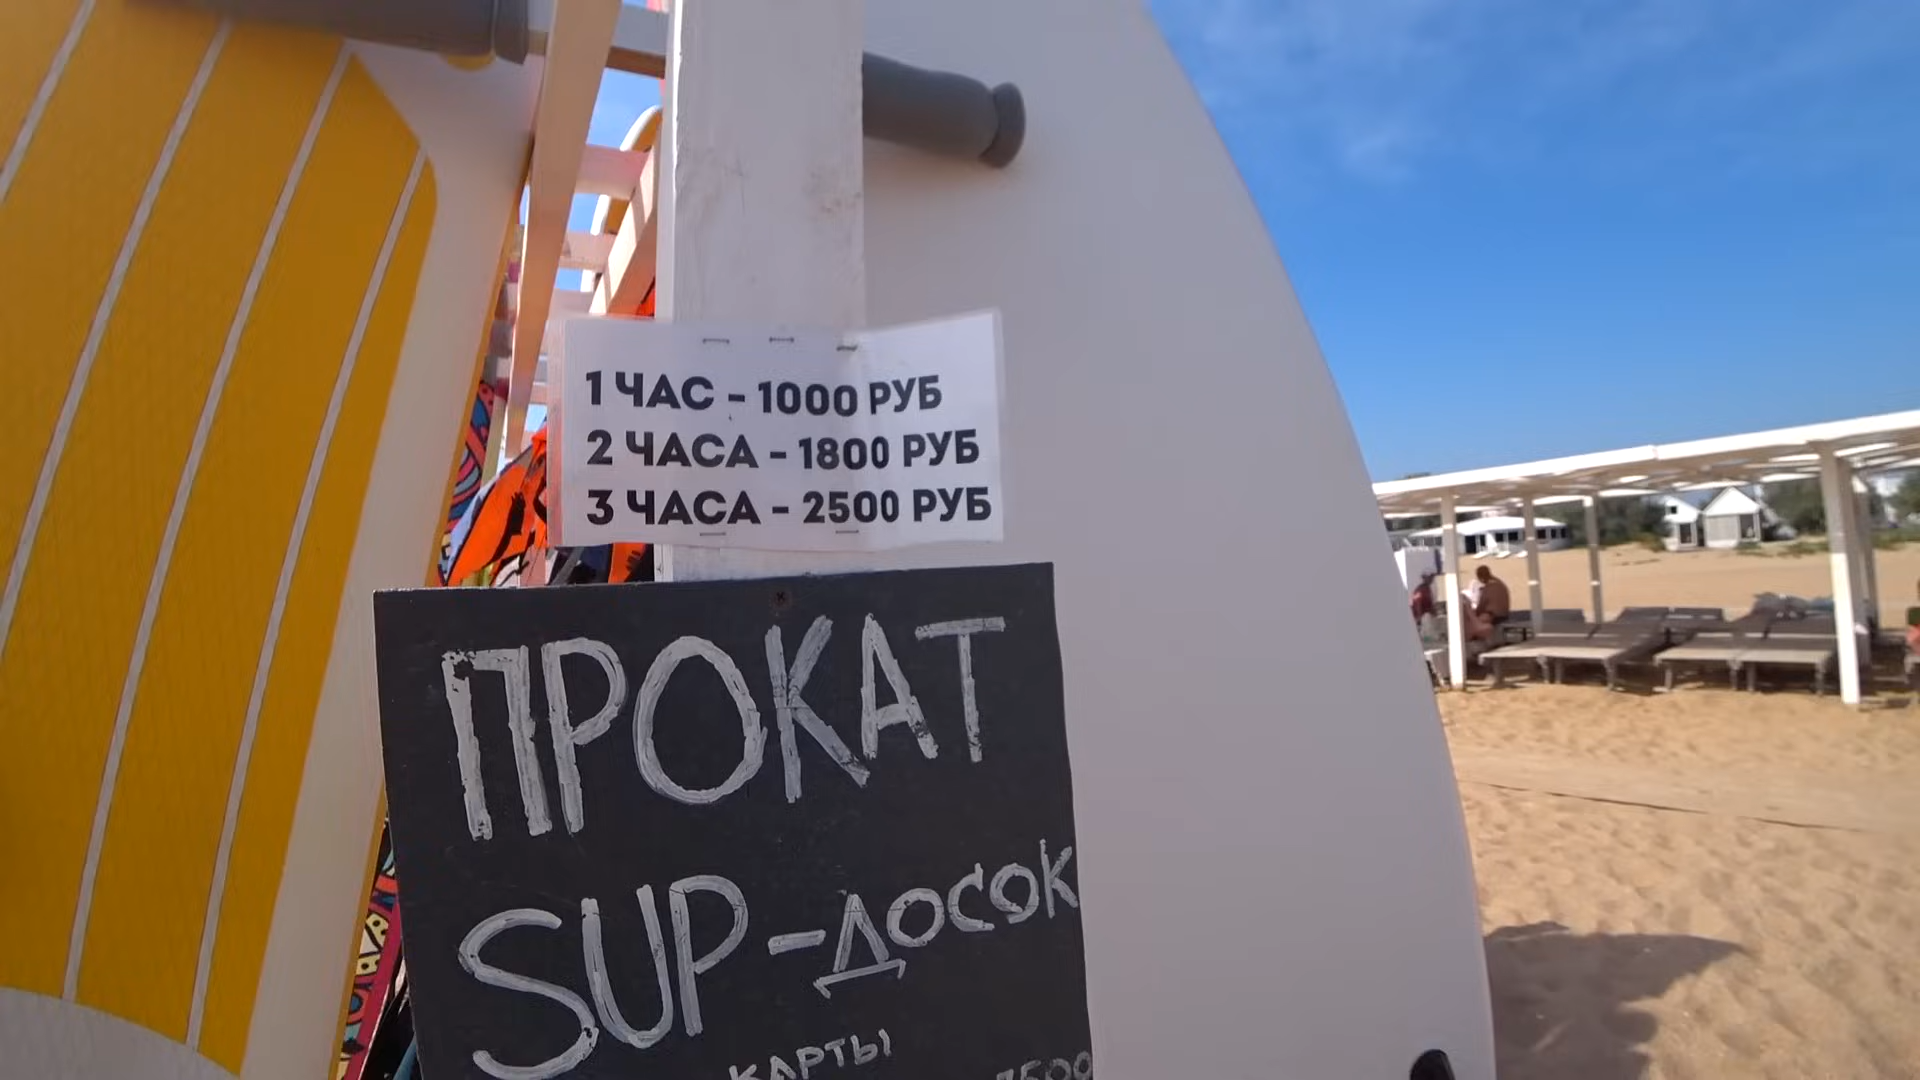 1 ЧАС - 1000 РУБ
2 ЧАСА - 1800 РУБ
3 ЧАСА - 2500 РУБ
ПРОКАТ
SUP-ДОСОК
КАРТЫ